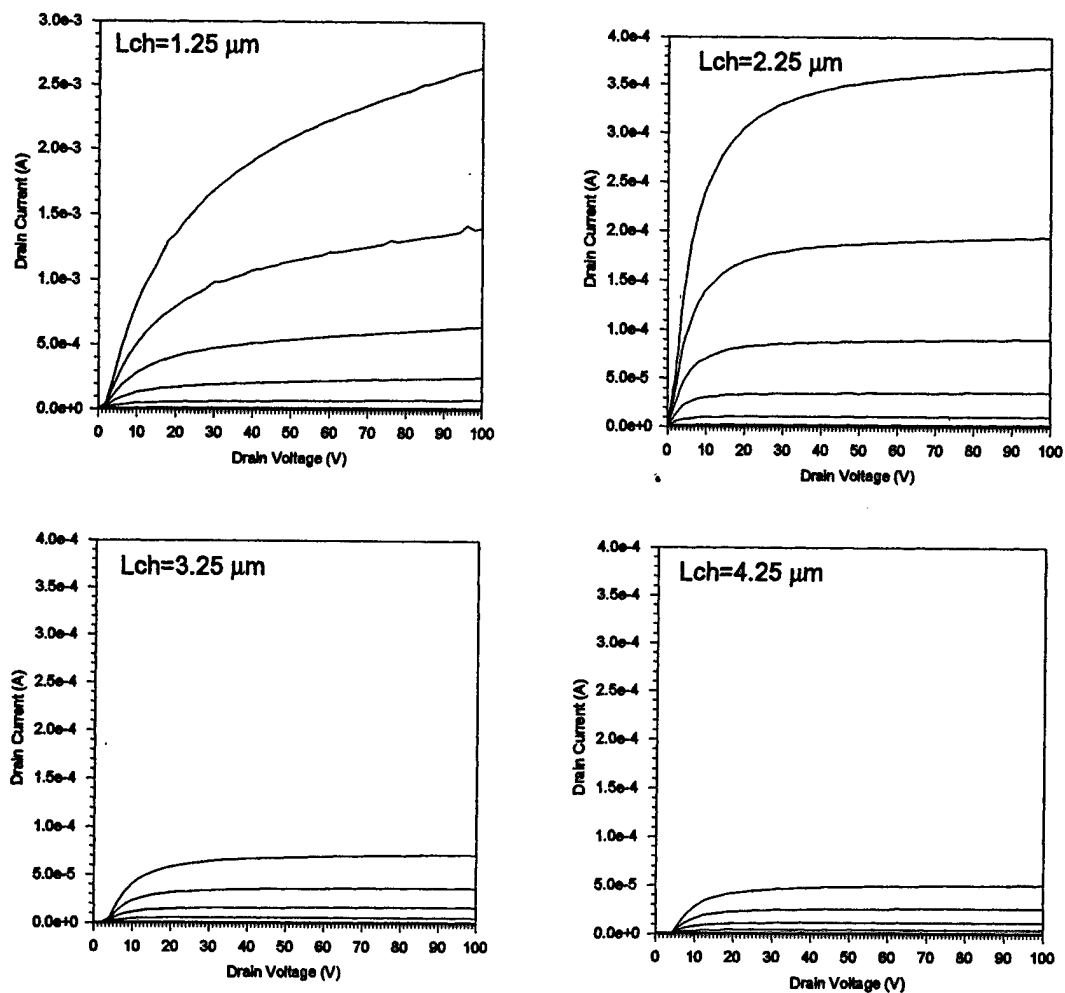 Lch=1.25 μm
3.0e-3
2.5e-3
2.0e-3
1.5e-3
1.0e-3
5.0e-4
0.0e+0
Drain Current (A)
0 10 20 30 40 50 60 70 80 90 100
Drain Voltage (V)
Lch=2.25 μm
4.0e-4
3.5e-4
3.0e-4
2.5e-4
2.0e-4
1.5e-4
1.0e-4
5.0e-5
0.0e+0
Drain Current (A)
0 10 20 30 40 50 60 70 80 90 100
Drain Voltage (V)
Lch=3.25 μm
4.0e-4
3.5e-4
3.0e-4
2.5e-4
2.0e-4
1.5e-4
1.0e-4
5.0e-5
0.0e+0
Drain Current (A)
0 10 20 30 40 50 60 70 80 90 100
Drain Voltage (V)
Lch=4.25 μm
4.0e-4
3.5e-4
3.0e-4
2.5e-4
2.0e-4
1.5e-4
1.0e-4
5.0e-5
0.0e+0
Drain Current (A)
0 10 20 30 40 50 60 70 80 90 100
Drain Voltage (V)